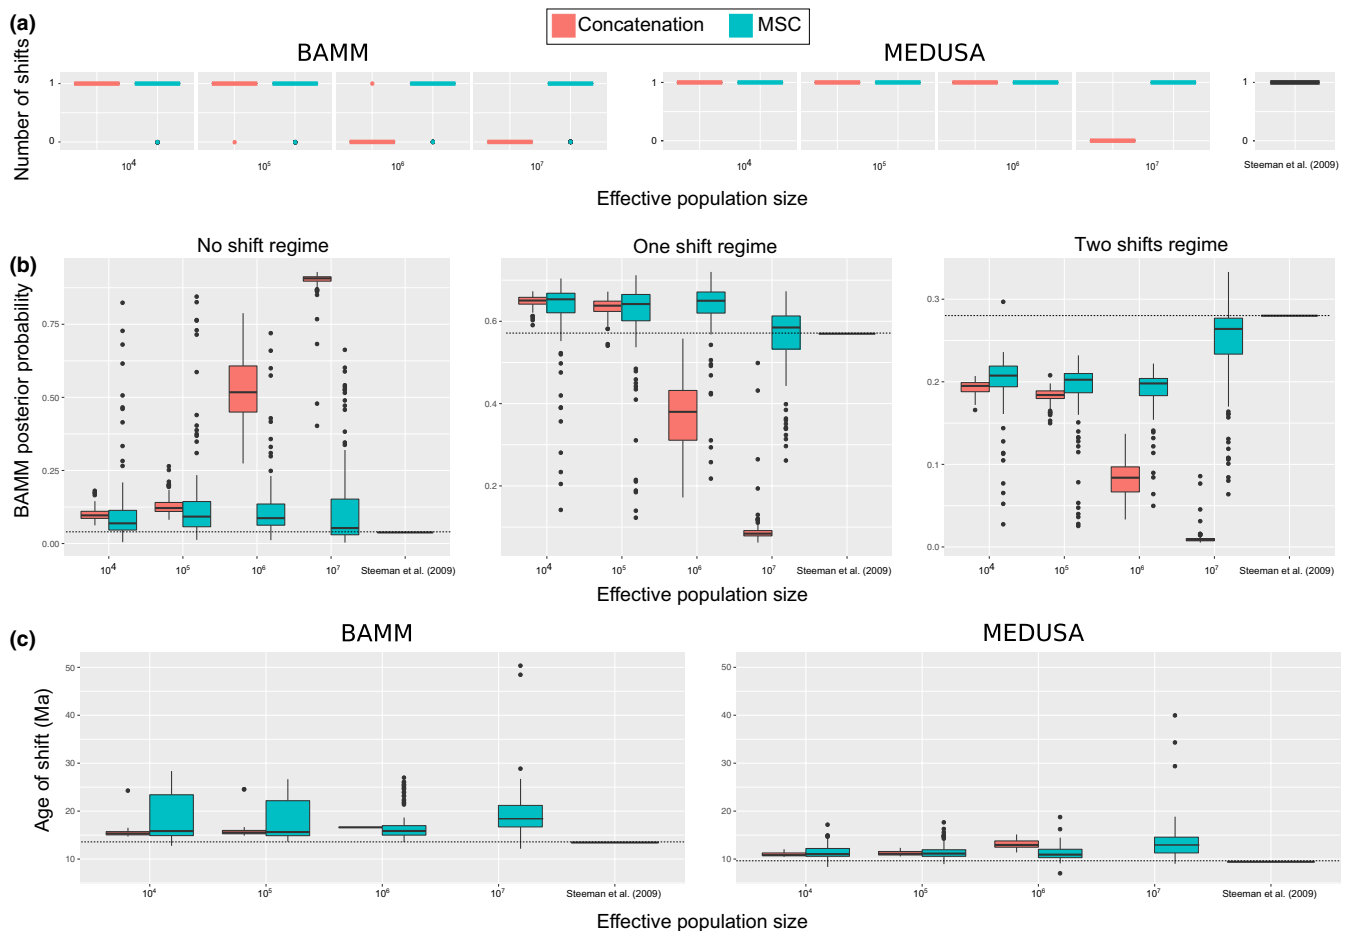 (a)
Concatenation MSC
BAMM MEDUSA
Number of shifts
1 1 1
0 0 0
10⁴ 10⁵ 10⁶ 10⁷ 10⁴ 10⁵ 10⁶ 10⁷ Steeman et al. (2009)
Effective population size
(b)
No shift regime One shift regime Two shifts regime
BAMM posterior probability
0.75
0.50
0.25
0.00
0.6
0.4
0.2
0.3
0.2
0.1
0.0
10⁴ 10⁵ 10⁶ 10⁷ Steeman et al. (2009) 10⁴ 10⁵ 10⁶ 10⁷ Steeman et al. (2009) 10⁴ 10⁵ 10⁶ 10⁷ Steeman et al. (2009)
Effective population size
(c)
BAMM MEDUSA
Age of shift (Ma)
50 50
40 40
30 30
20 20
10 10
10⁴ 10⁵ 10⁶ 10⁷ Steeman et al. (2009) 10⁴ 10⁵ 10⁶ 10⁷ Steeman et al. (2009)
Effective population size